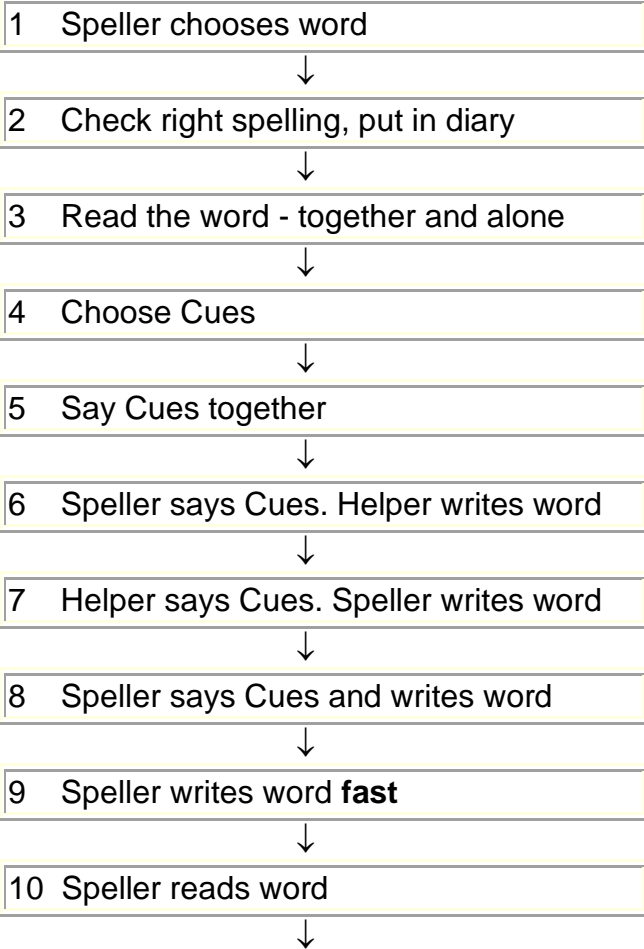 1 Speller chooses word
↓
2 Check right spelling, put in diary
↓
3 Read the word - together and alone
↓
4 Choose Cues
↓
5 Say Cues together
↓
6 Speller says Cues. Helper writes word
↓
7 Helper says Cues. Speller writes word
↓
8 Speller says Cues and writes word
↓
9 Speller writes word fast
↓
10 Speller reads word
↓